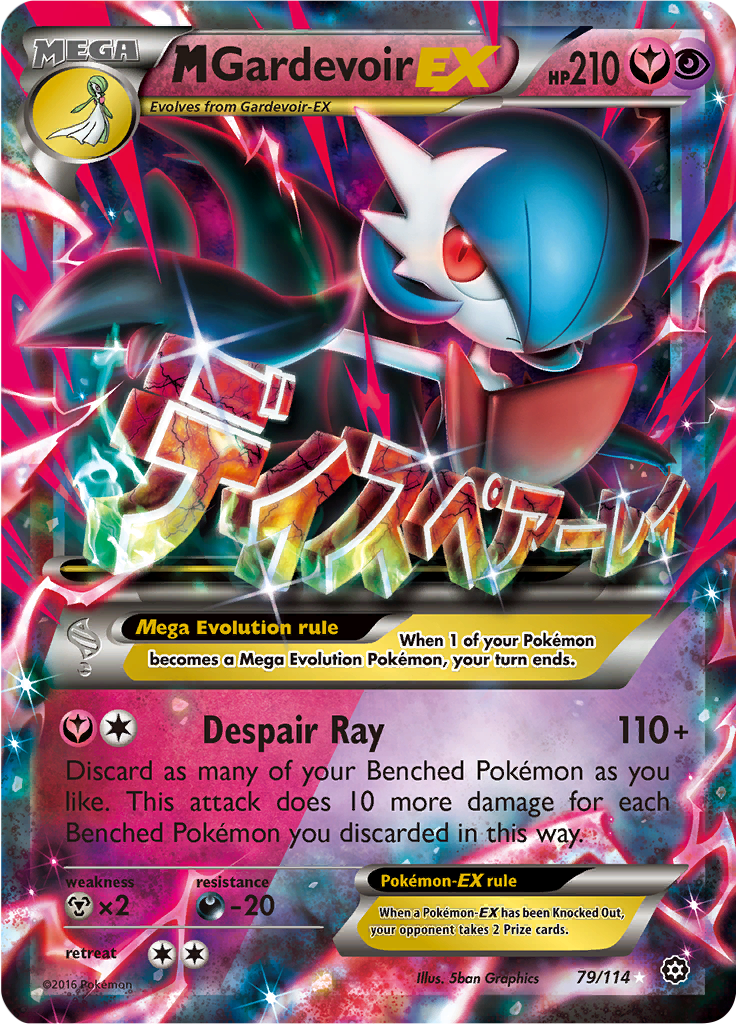 MEGA
MGardevoir EX
HP210
Evolves from Gardevoir-EX
ディスペアーレイ
Mega Evolution rule
When 1 of your Pokémon
becomes a Mega Evolution Pokémon, your turn ends.
Despair Ray 110+
Discard as many of your Benched Pokémon as you
like. This attack does 10 more damage for each
Benched Pokémon you discarded in this way.
weakness resistance
×2 -20
retreat
Pokémon-EX rule
When a Pokémon-EX has been Knocked Out,
your opponent takes 2 Prize cards.
©2016 Pokémon
Illus. 5ban Graphics
79/114